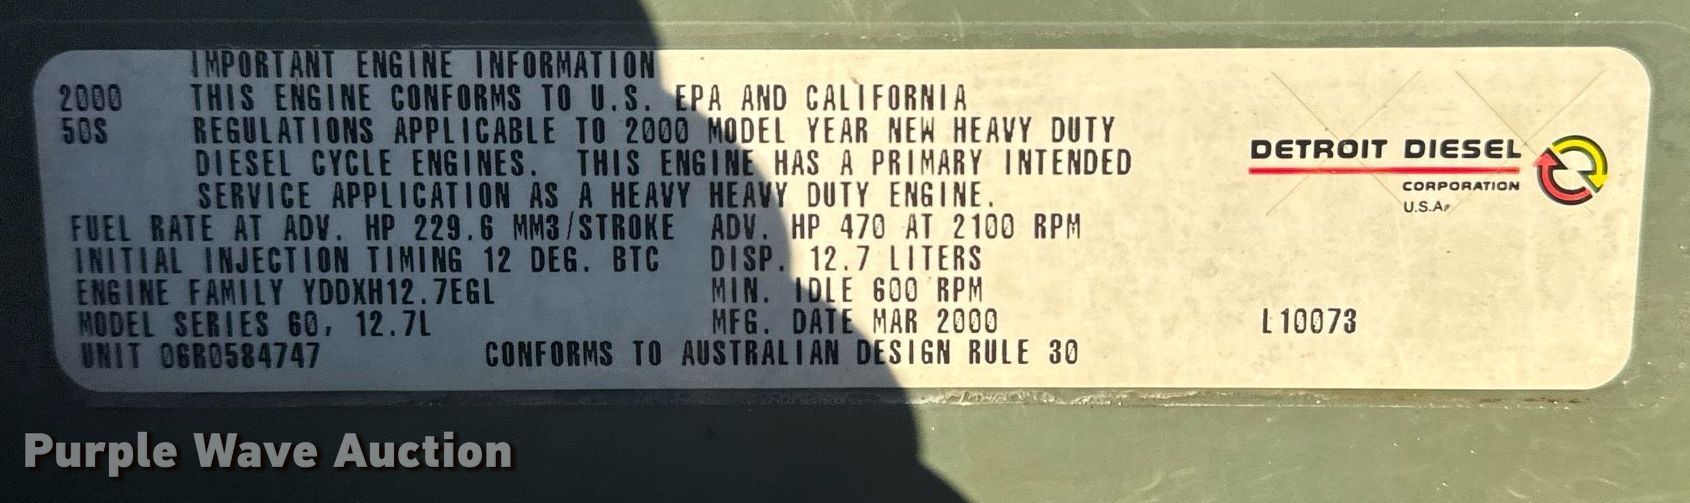 IMPORTANT ENGINE INFORMATION
2000 THIS ENGINE CONFORMS TO U.S. EPA AND CALIFORNIA
50S REGULATIONS APPLICABLE TO 2000 MODEL YEAR NEW HEAVY DUTY
DIESEL CYCLE ENGINES. THIS ENGINE HAS A PRIMARY INTENDED
SERVICE APPLICATION AS A HEAVY HEAVY DUTY ENGINE.
FUEL RATE AT ADV. HP 229.6 MM3/STROKE ADV. HP 470 AT 2100 RPM
INITIAL INJECTION TIMING 12 DEG. BTC DISP. 12.7 LITERS
ENGINE FAMILY YDDXH12.7EGL MIN. IDLE 600 RPM
MODEL SERIES 60, 12.7L MFG. DATE MAR 2000 L10073
UNIT 06R0584747 CONFORMS TO AUSTRALIAN DESIGN RULE 30
DETROIT DIESEL
CORPORATION
U.S.A.
Purple Wave Auction